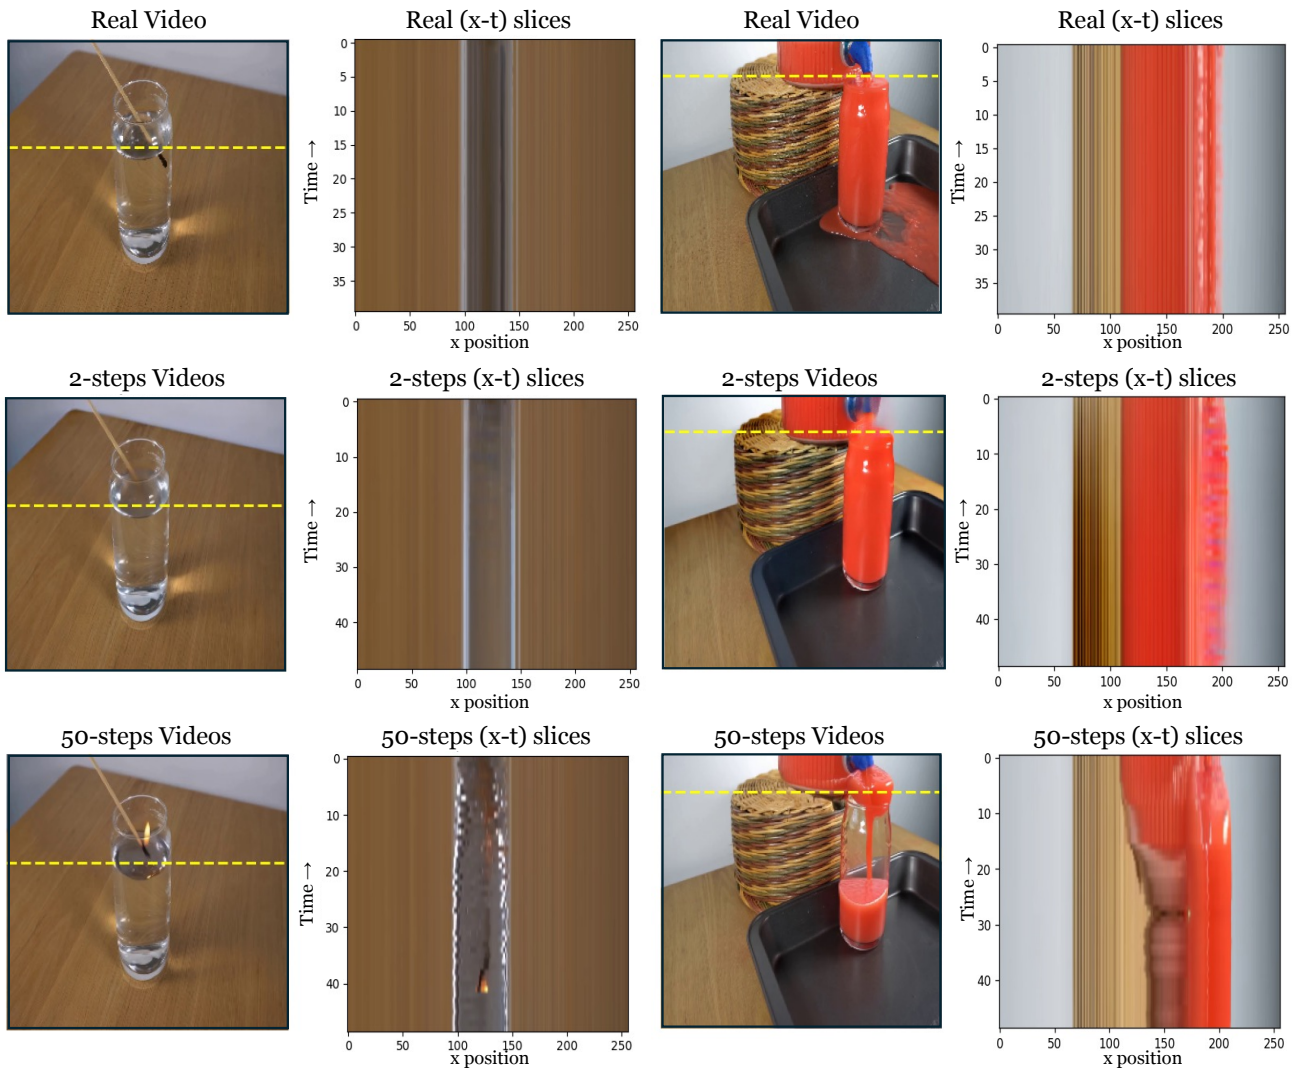 Real Video Real (x-t) slices Real Video Real (x-t) slices
Time →
0
5
10
15
20
25
30
35
0 50 100 150 200 250
x position
Time →
0
5
10
15
20
25
30
35
0 50 100 150 200 250
x position
2-steps Videos 2-steps (x-t) slices 2-steps Videos 2-steps (x-t) slices
Time →
0
10
20
30
40
0 50 100 150 200 250
x position
Time →
0
10
20
30
40
0 50 100 150 200 250
x position
50-steps Videos 50-steps (x-t) slices 50-steps Videos 50-steps (x-t) slices
Time →
0
10
20
30
40
0 50 100 150 200 250
x position
Time →
0
10
20
30
40
0 50 100 150 200 250
x position